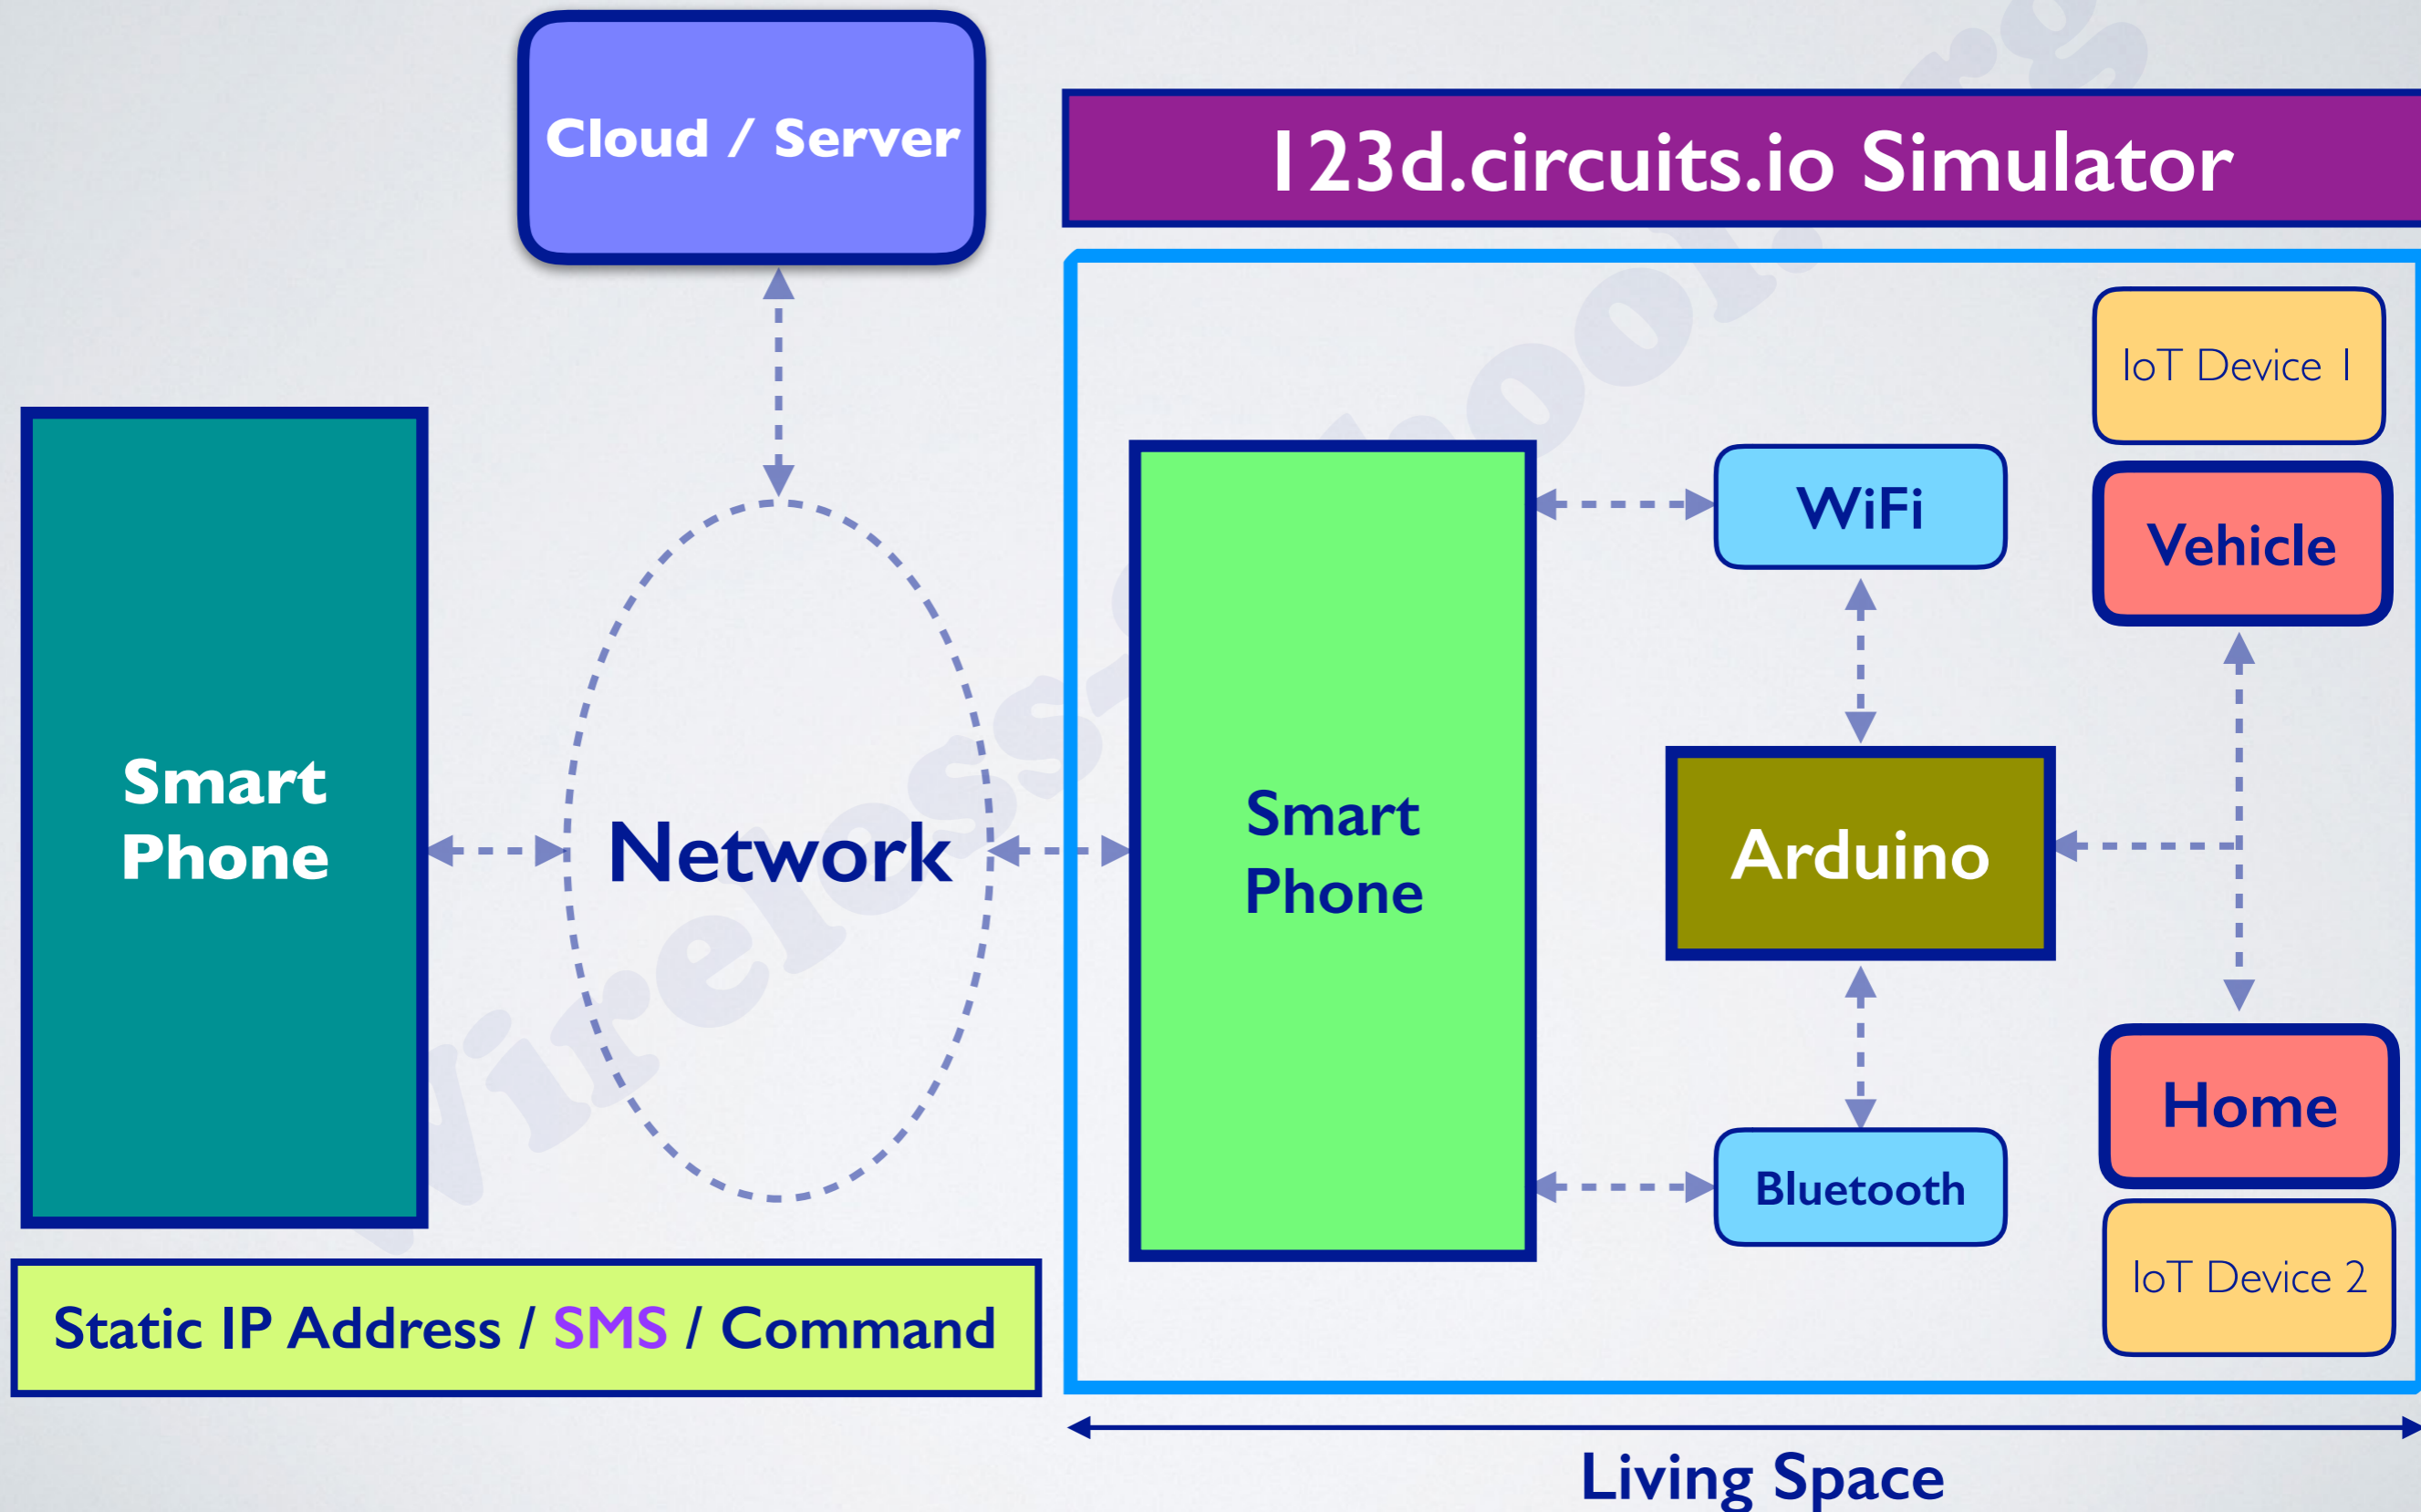 Cloud / Server
123d.circuits.io Simulator
IoT Device 1
WiFi
Vehicle
Smart
Phone
Network
Smart
Phone
Arduino
Home
Bluetooth
IoT Device 2
Static IP Address / SMS / Command
Living Space